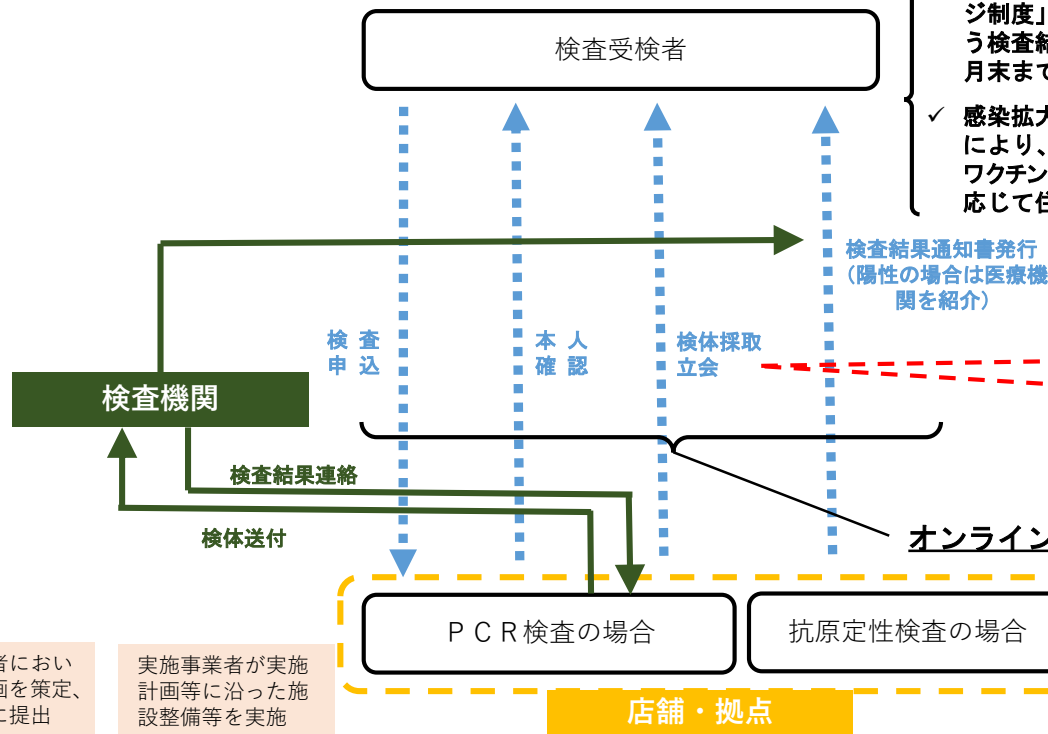 検査受検者
ジ制度」
う検査結
月末まで
✓ 感染拡大
により、
ワクチン
応じて住
検査結果通知書発行
（陽性の場合は医療機
関を紹介）
検 査
申 込
本 人
確 認
検体採取
立会
検査機関
検査結果連絡
検体送付
オンライン
ＰＣＲ検査の場合
抗原定性検査の場合
者におい
画を策定、
に提出
実施事業者が実施
計画等に沿った施
設整備等を実施
店舗・拠点